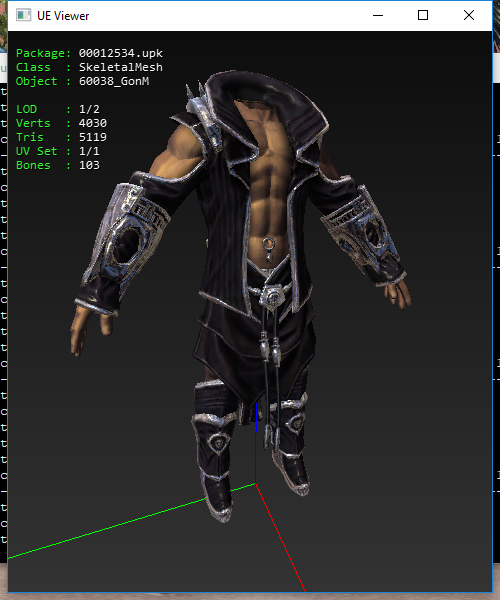 UE Viewer
Package: 00012534.upk
Class : SkeletalMesh
Object : 60038_GonM
LOD : 1/2
Verts : 4030
Tris : 5119
UV Set : 1/1
Bones : 103